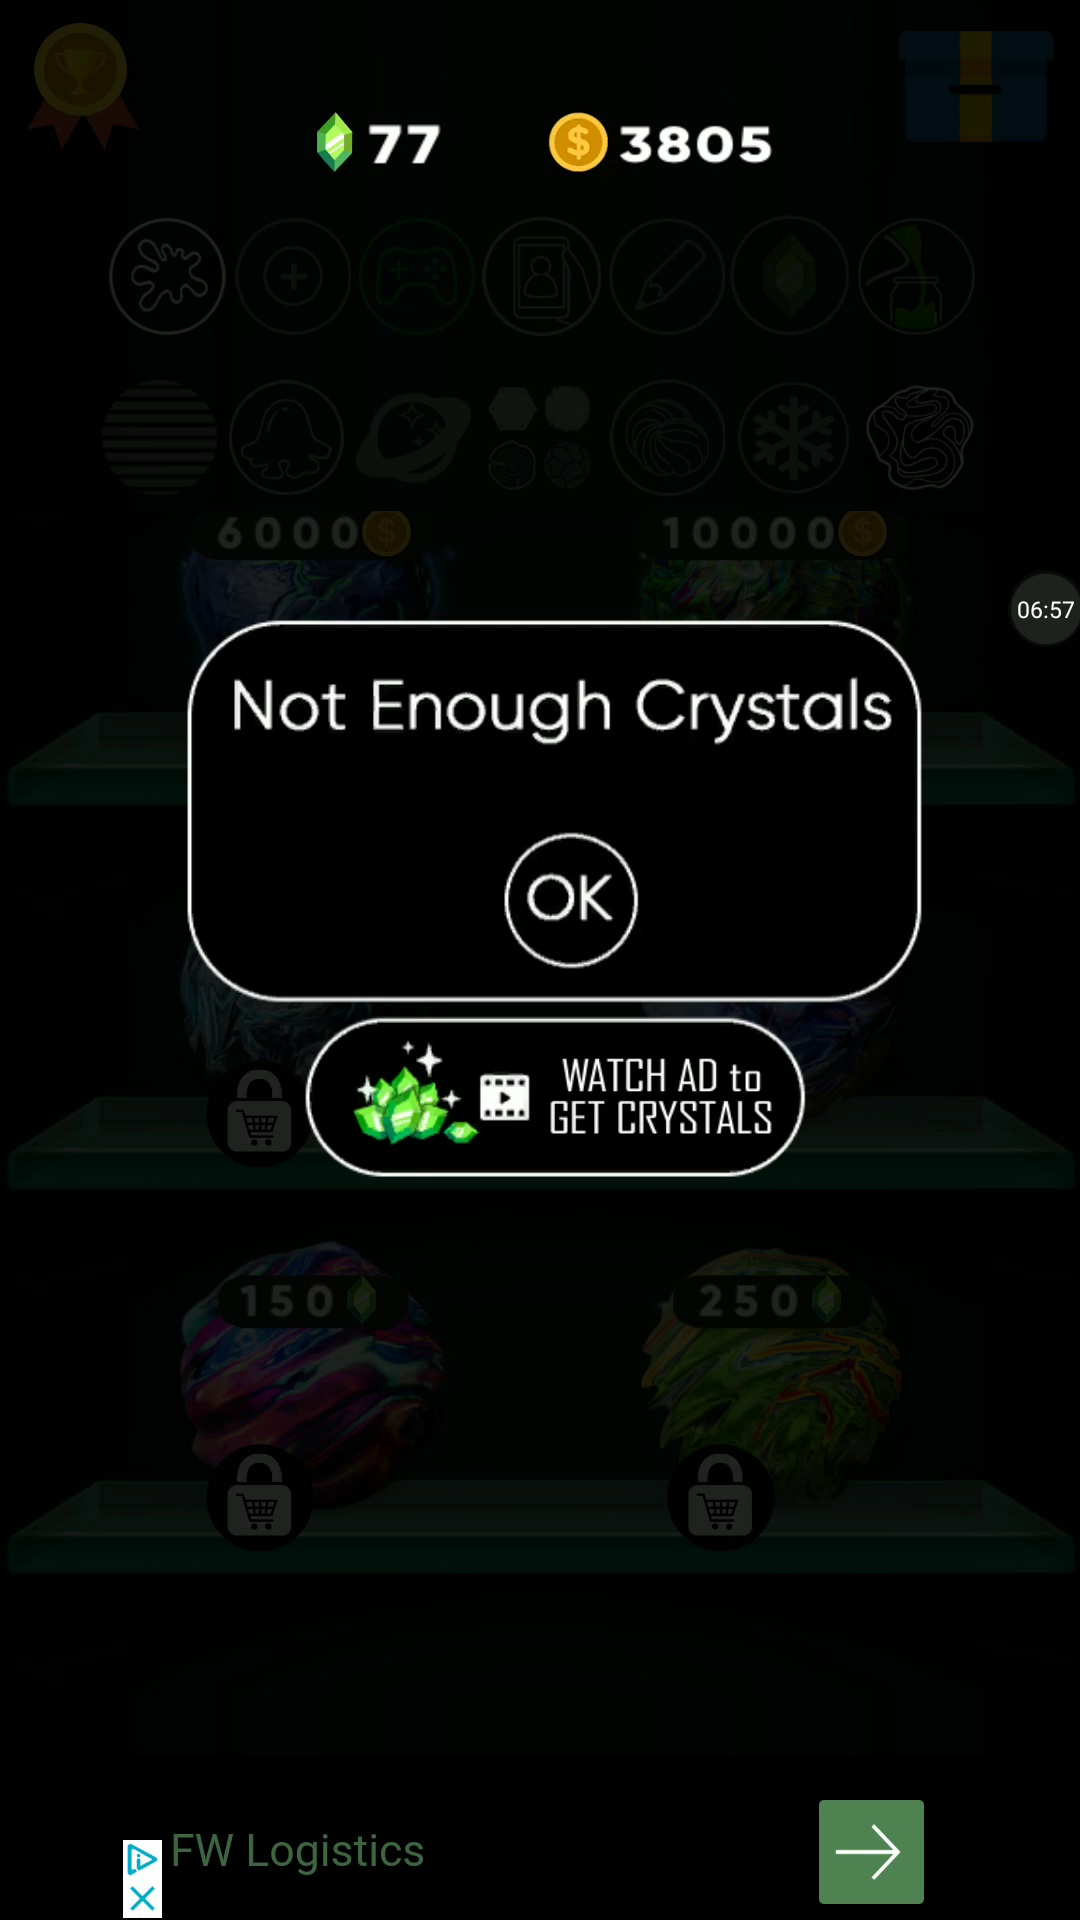 77 3805
6000 10000
06:57
Not Enough Crystals
OK
WATCH AD to
GET CRYSTALS
150 250
FW Logistics